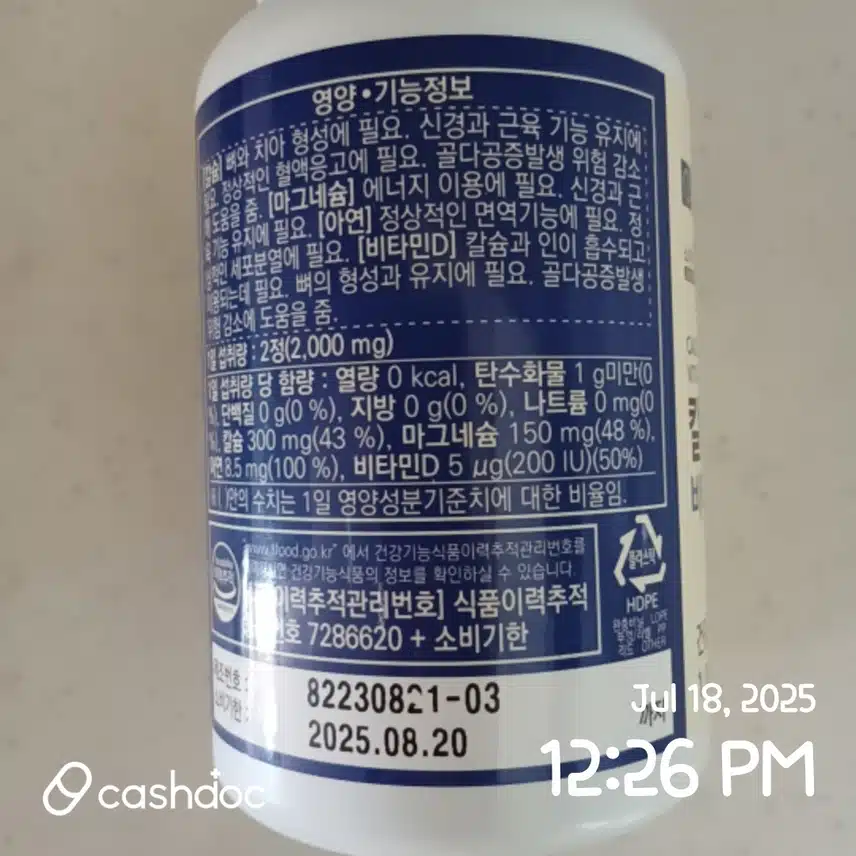 영양•기능정보
[칼슘] 뼈와 치아 형성에 필요. 신경과 근육 기능 유지에
필요. 정상적인 혈액응고에 필요. 골다공증발생 위험 감소
에 도움을 줌. [마그네슘] 에너지 이용에 필요. 신경과 근
육 기능 유지에 필요. [아연] 정상적인 면역기능에 필요. 정
상적인 세포분열에 필요. [비타민D] 칼슘과 인이 흡수되고
이용되는데 필요. 뼈의 형성과 유지에 필요. 골다공증발생
위험 감소에 도움을 줌.
1일 섭취량 : 2정(2,000 mg)
1일 섭취량 당 함량 : 열량 0 kcal, 탄수화물 1 g미만(0
%), 단백질 0 g(0 %), 지방 0 g(0 %), 나트륨 0 mg(0
%), 칼슘 300 mg(43 %), 마그네슘 150 mg(48 %),
아연 8.5 mg(100 %), 비타민D 5 μg(200 IU)(50%)
※( )안의 수치는 1일 영양성분기준치에 대한 비율임.
"www.tfood.go.kr" 에서 건강기능식품이력추적관리번호를
건강기능식품의 정보를 확인하실 수 있습니다.
이력추적관리번호] 식품이력추적
번호 7286620 + 소비기한
플라스틱
HDPE
LDPE
PP
OTHER
제조번호
82230821-03
소비기한
2025.08.20
까지
Jul 18, 2025
12:26 PM
cashdoc